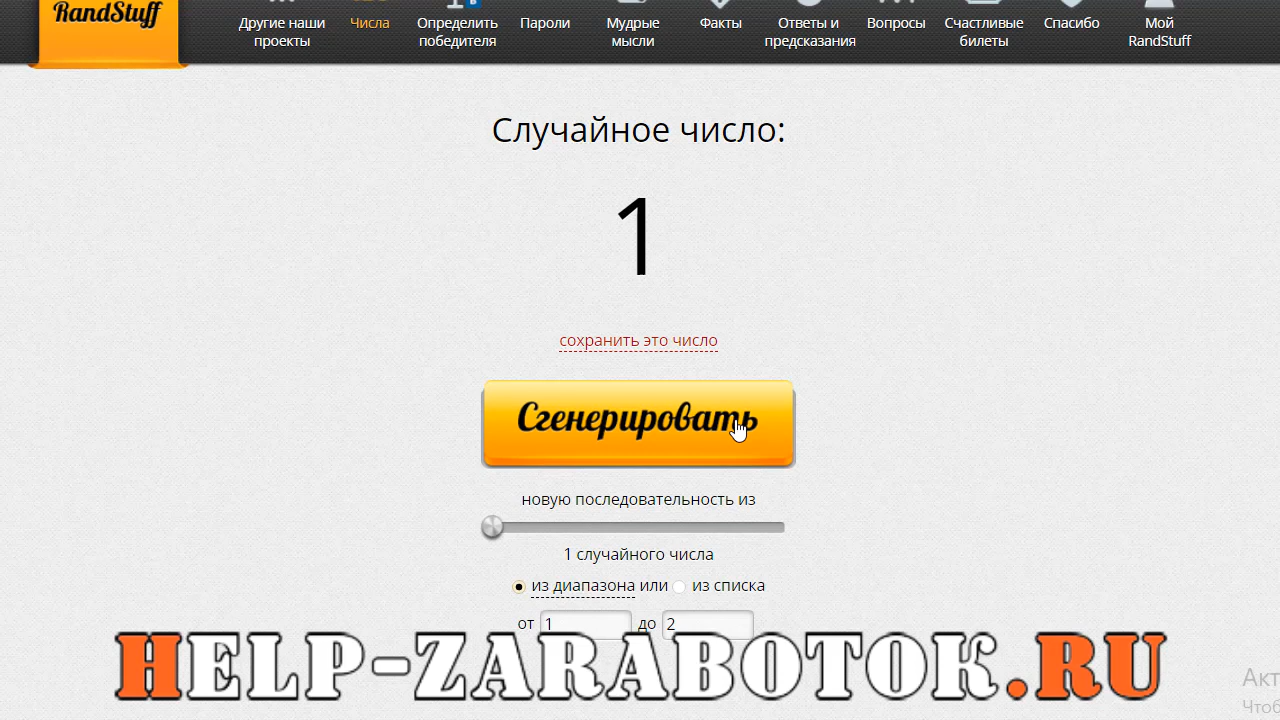 RandStuff
Другие наши проекты
Числа
Определить победителя
Пароли
Мудрые мысли
Факты
Ответы и предсказания
Вопросы
Счастливые билеты
Спасибо
Мой RandStuff
Случайное число:
1
сохранить это число
Сгенерировать
новую последовательность из
1 случайного числа
из диапазона или из списка
от 1 до 2
HELP-ZARABOTOK.RU